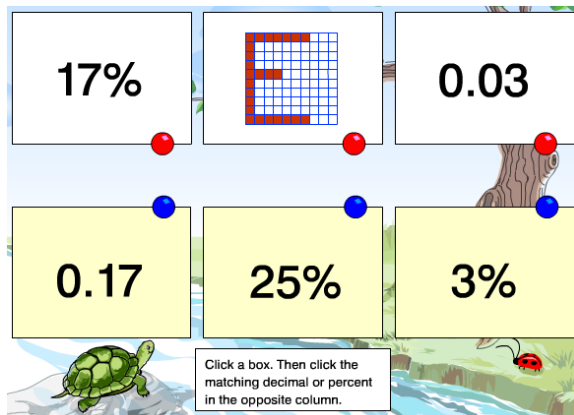 17%
0.03
0.17
25%
3%
Click a box. Then click the
matching decimal or percent
in the opposite column.